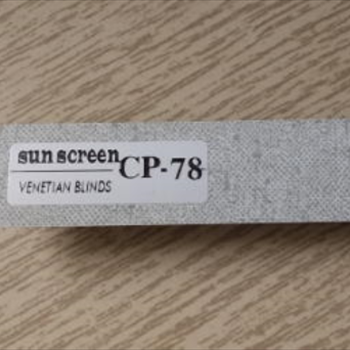 sun screen
CP-78
VENETIAN BLINDS